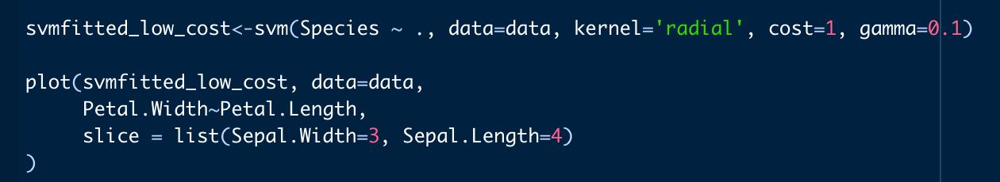 svmfitted_low_cost<-svm(Species ~ ., data=data, kernel='radial', cost=1, gamma=0.1)
plot(svmfitted_low_cost, data=data,
Petal.Width~Petal.Length,
slice = list(Sepal.Width=3, Sepal.Length=4)
)